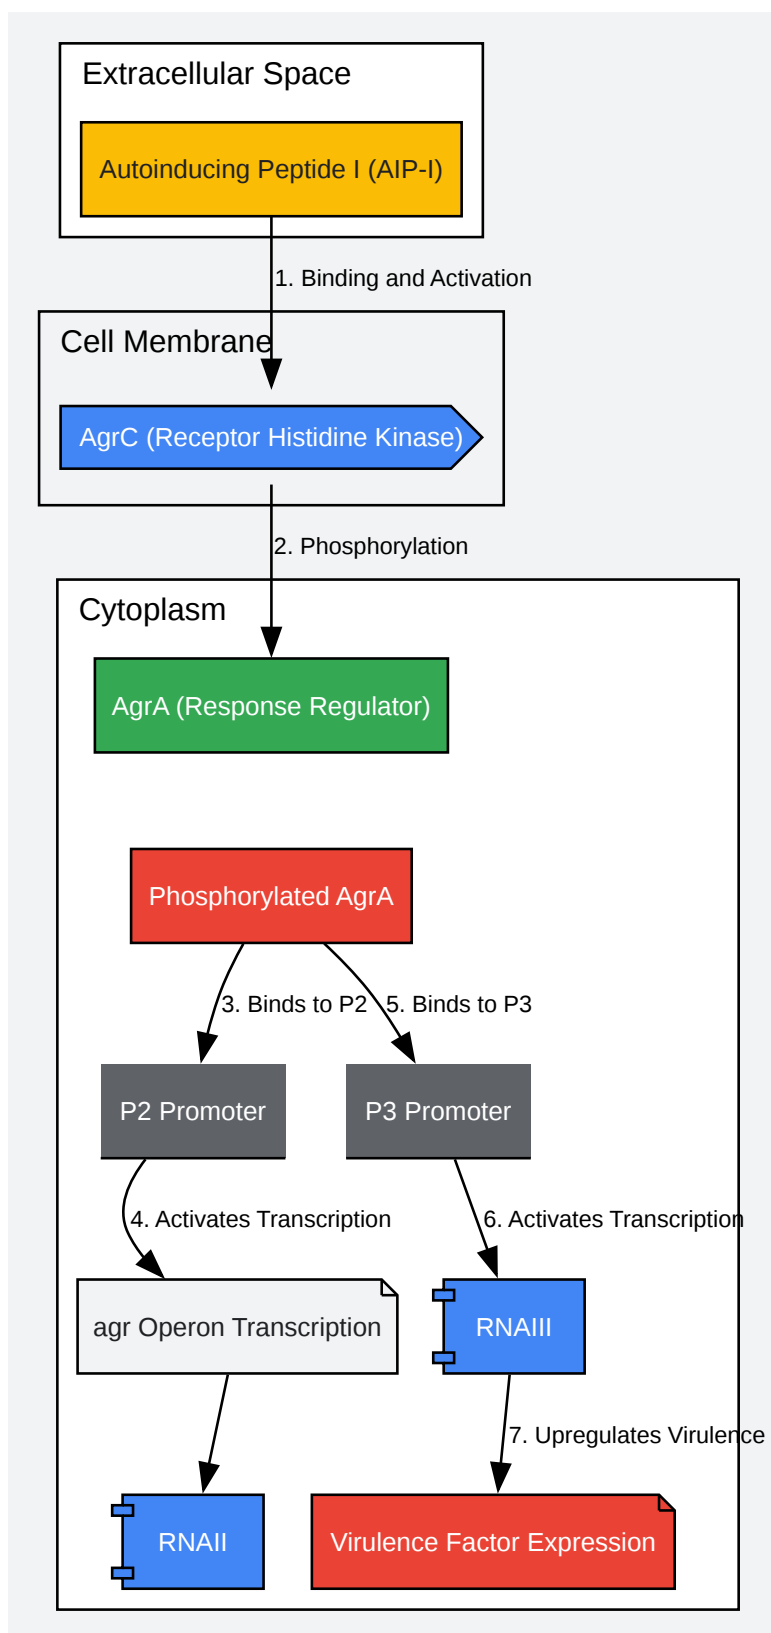 Extracellular Space
Autoinducing Peptide I (AIP-I)
1. Binding and Activation
Cell Membrane
AgrC (Receptor Histidine Kinase)
2. Phosphorylation
Cytoplasm
AgrA (Response Regulator)
Phosphorylated AgrA
3. Binds to P2
5. Binds to P3
P2 Promoter
P3 Promoter
4. Activates Transcription
6. Activates Transcription
agr Operon Transcription
RNAIII
7. Upregulates Virulence
RNAII
Virulence Factor Expression